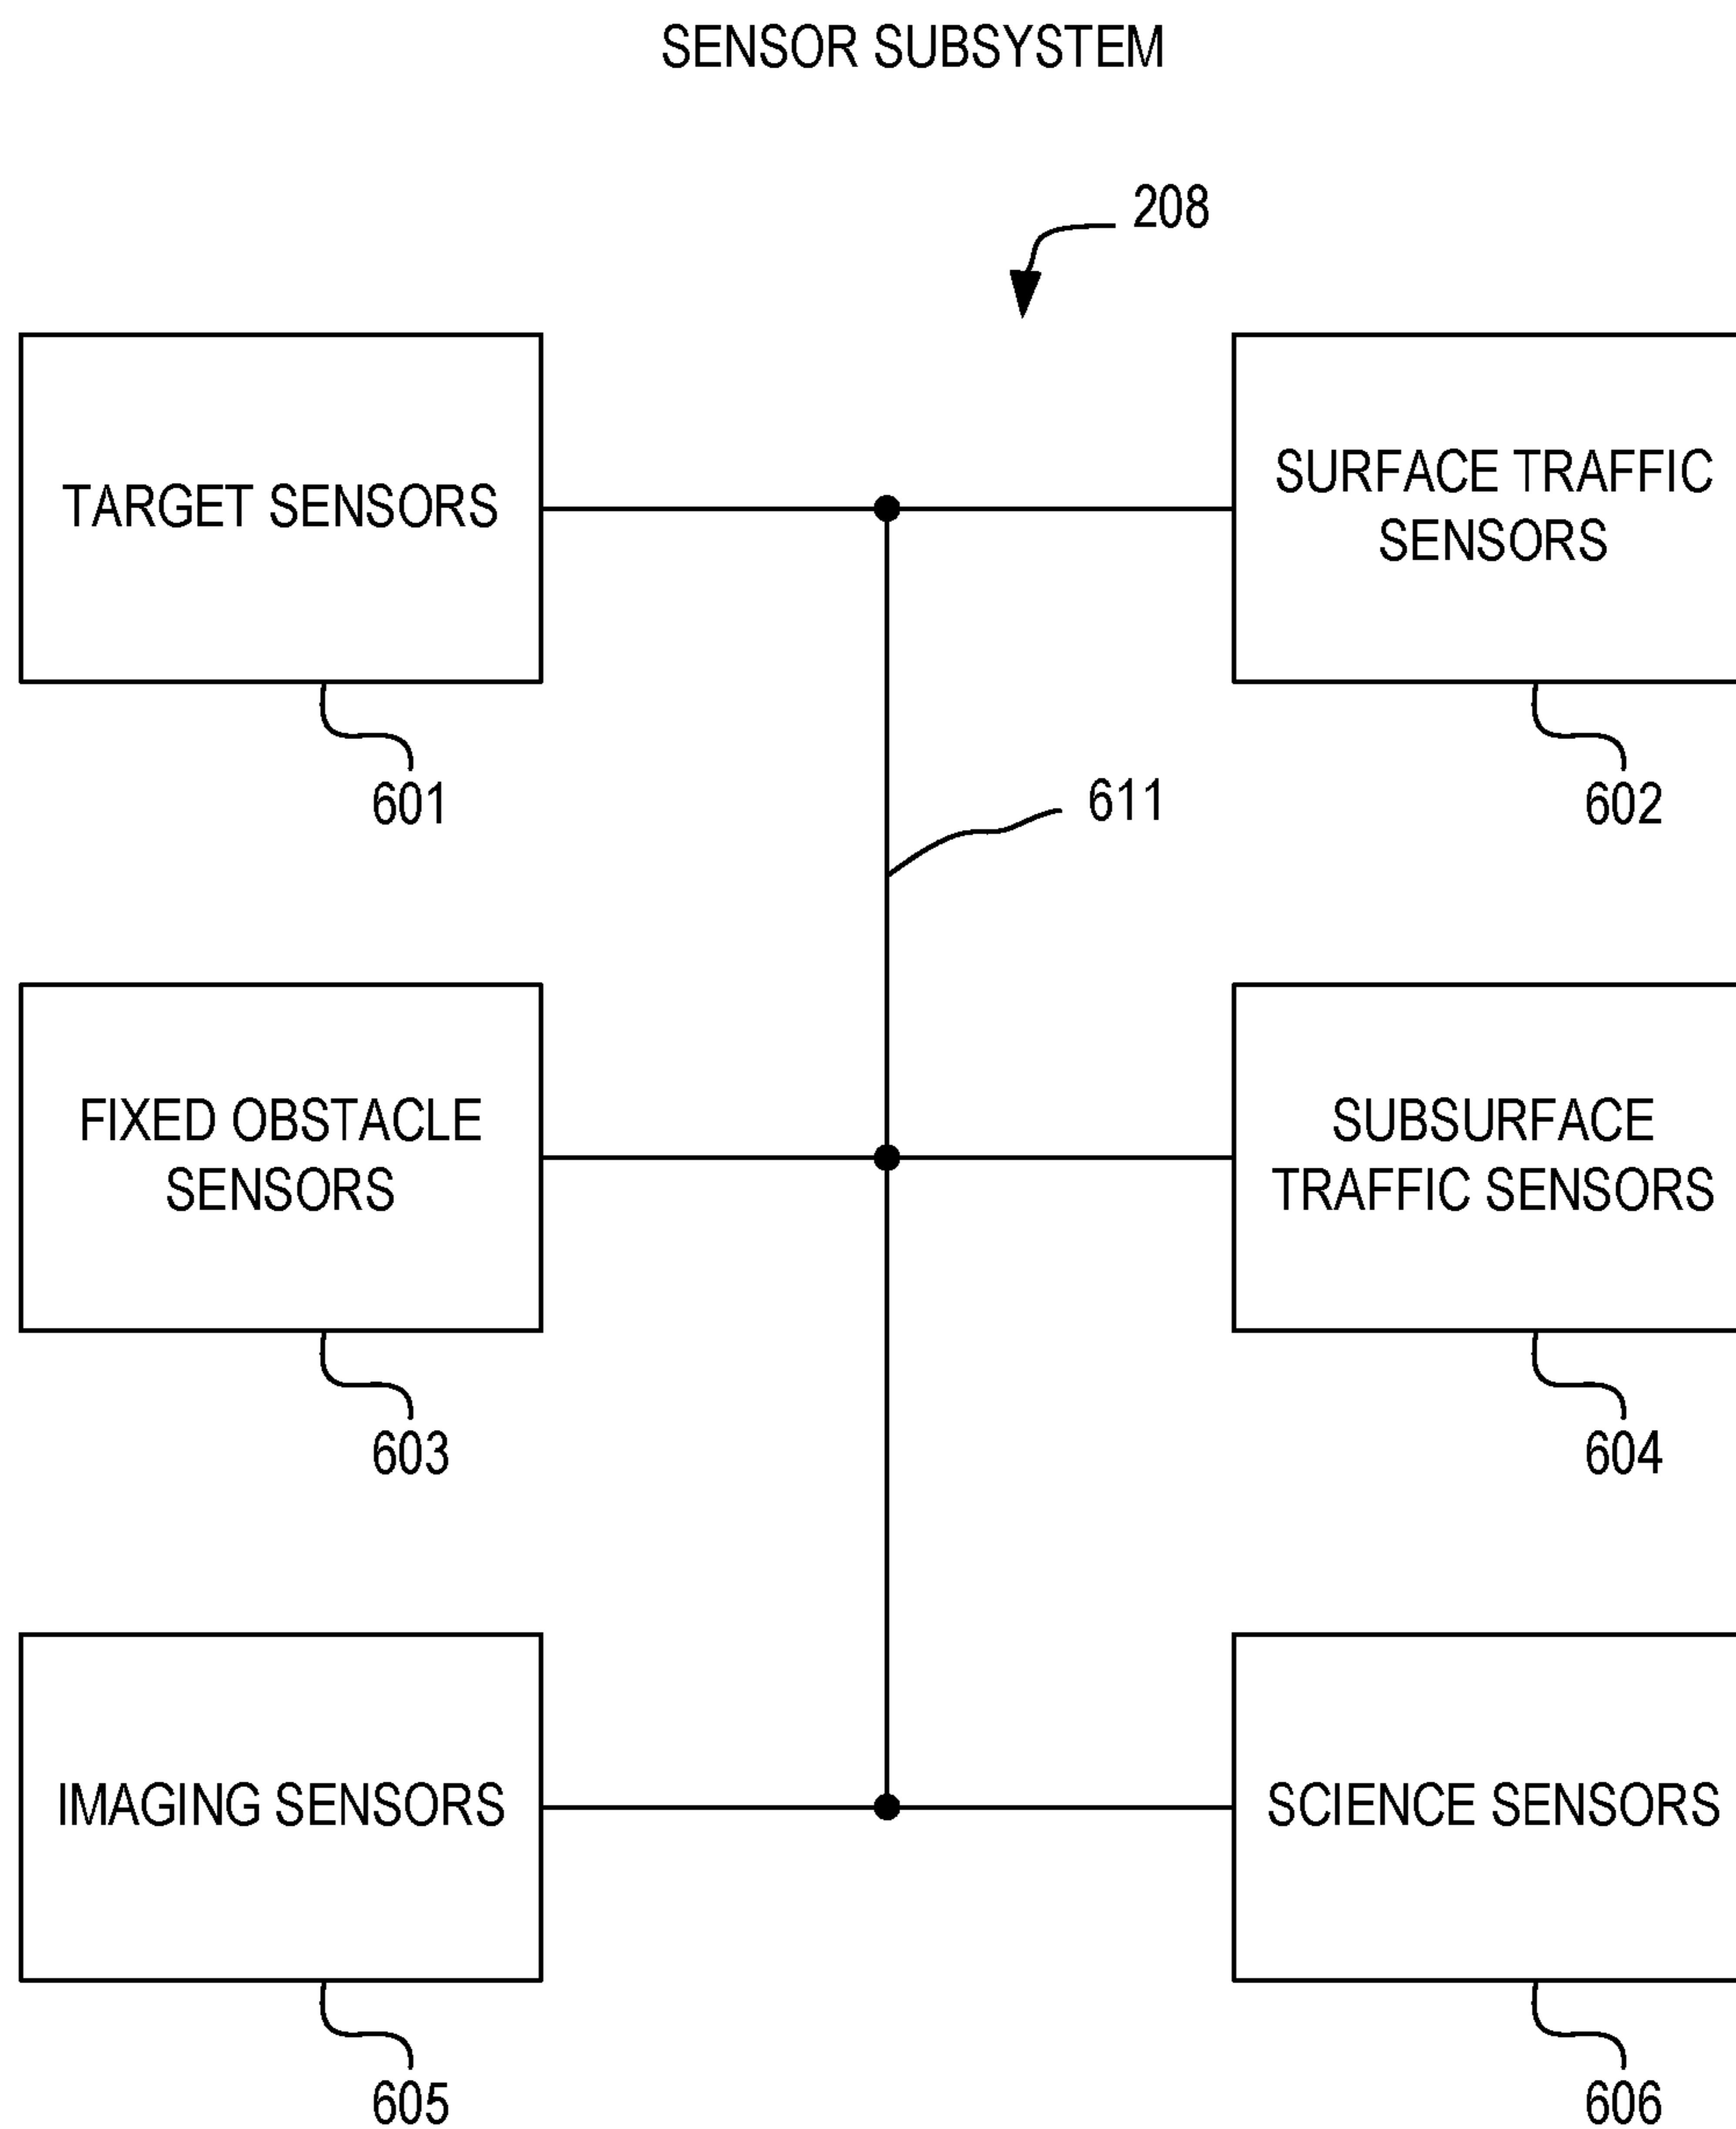 SENSOR SUBSYSTEM
208
TARGET SENSORS
SURFACE TRAFFIC
SENSORS
601
611
602
FIXED OBSTACLE
SENSORS
SUBSURFACE
TRAFFIC SENSORS
603
604
IMAGING SENSORS
SCIENCE SENSORS
605
606